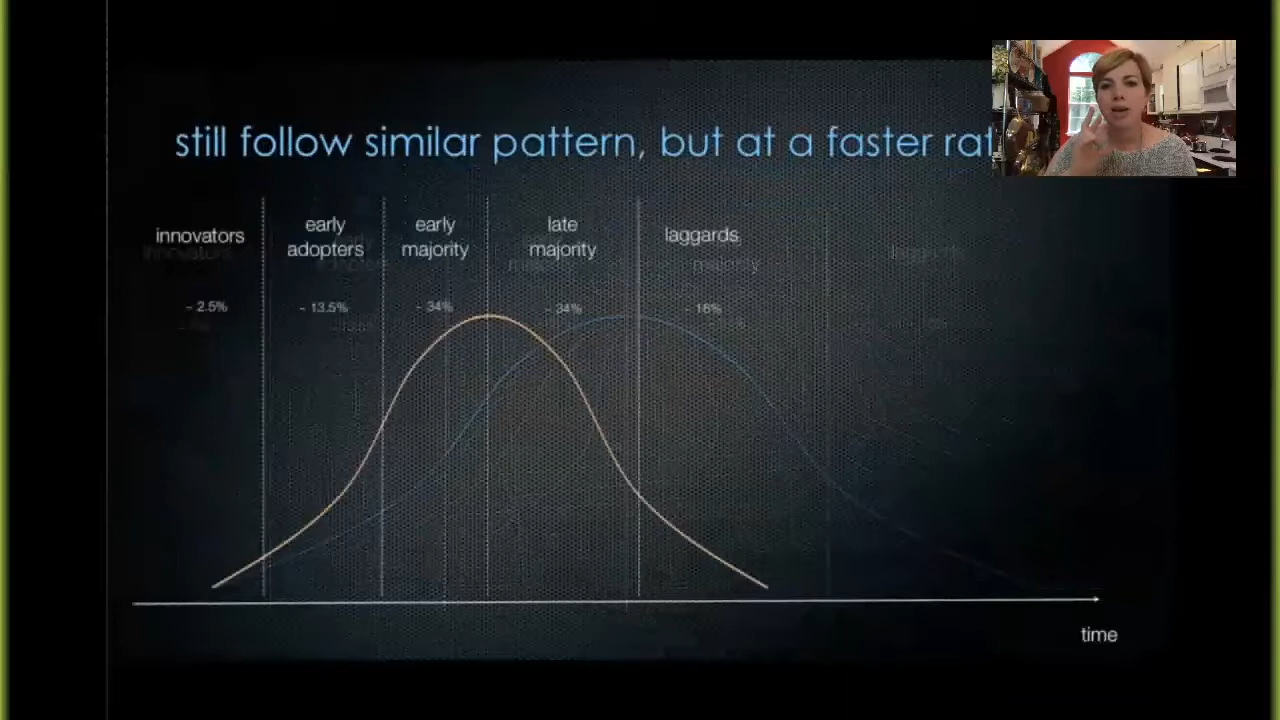 still follow similar pattern, but at a faster rat
innovators
early
adopters
early
majority
late
majority
laggards
~ 2.5%
~ 13.5%
~ 34%
~ 34%
~ 16%
majority
time